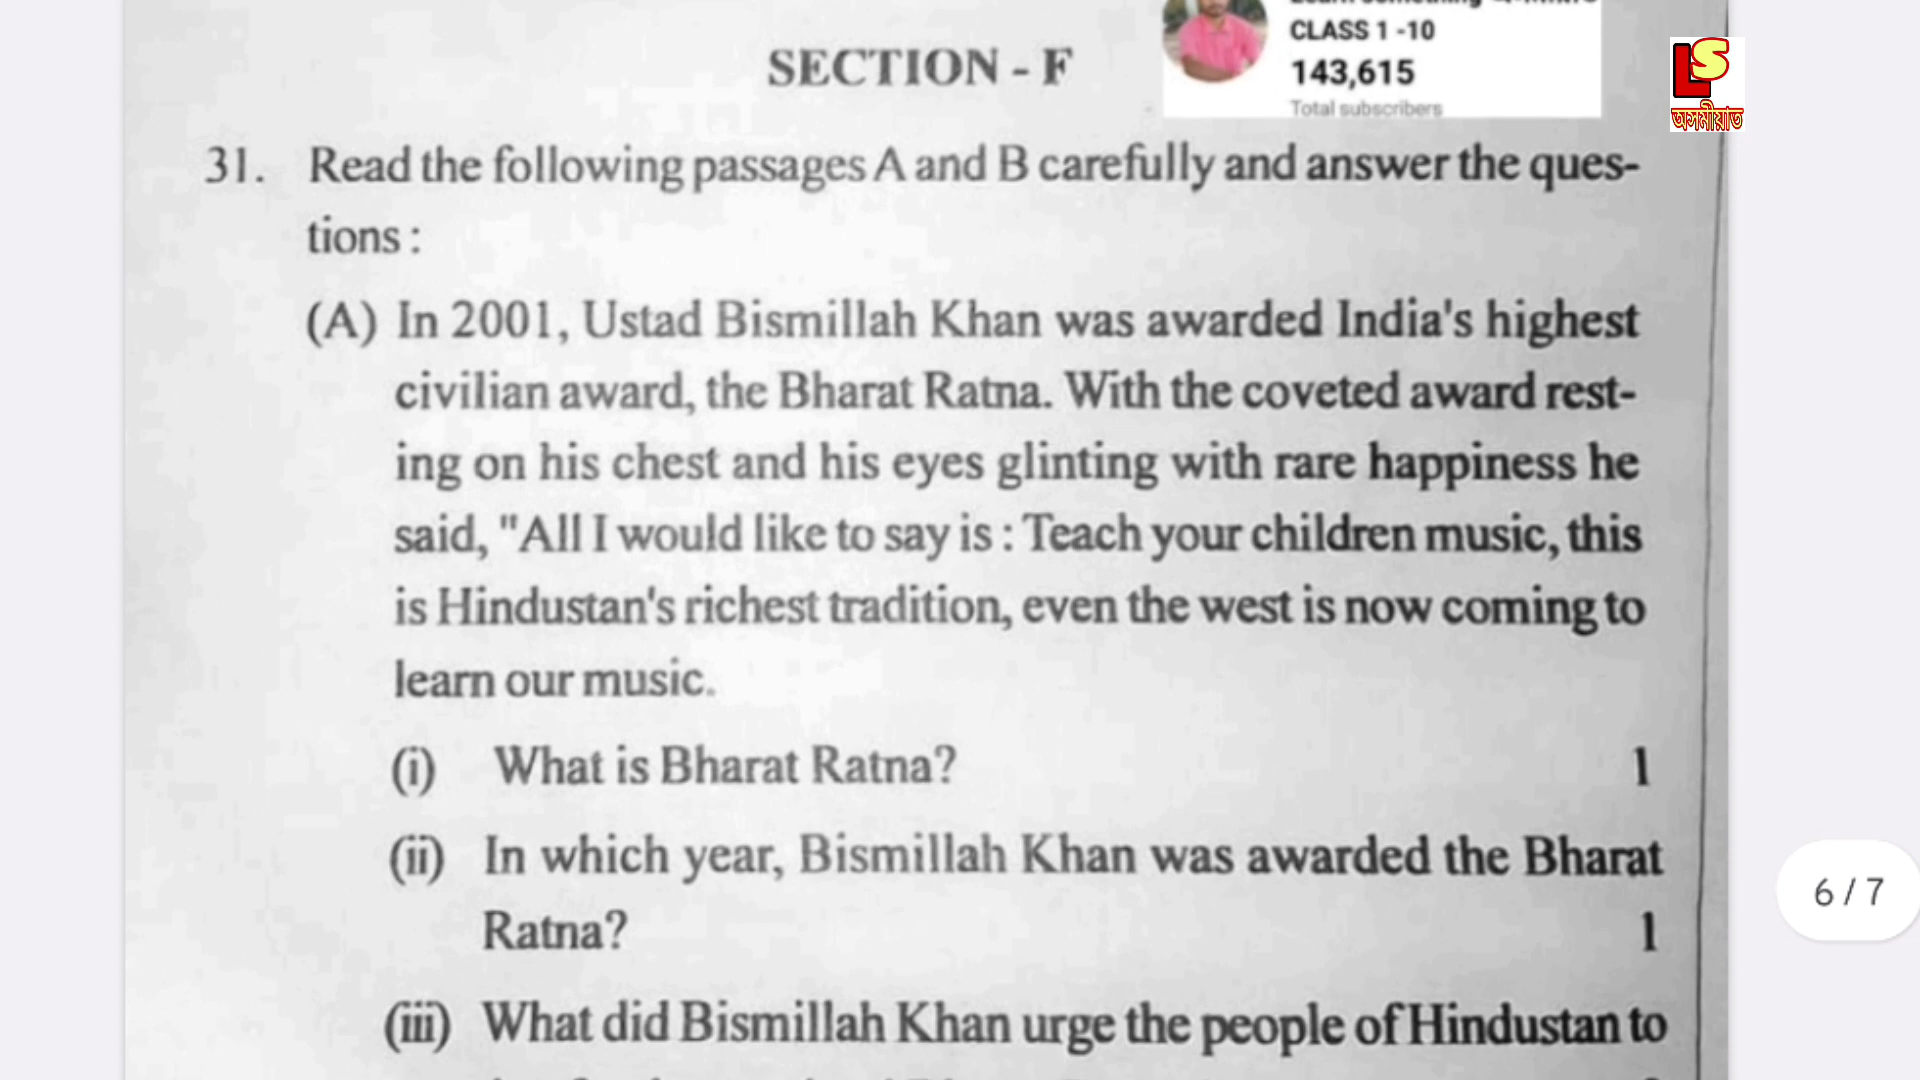 CLASS 1 -10
143,615
Total subscribers
LS
অসমীয়াত
SECTION - F
31. Read the following passages A and B carefully and answer the ques-
tions :
(A) In 2001, Ustad Bismillah Khan was awarded India's highest
civilian award, the Bharat Ratna. With the coveted award rest-
ing on his chest and his eyes glinting with rare happiness he
said, "All I would like to say is : Teach your children music, this
is Hindustan's richest tradition, even the west is now coming to
learn our music.
(i) What is Bharat Ratna? 1
(ii) In which year, Bismillah Khan was awarded the Bharat
Ratna? 1
(iii) What did Bismillah Khan urge the people of Hindustan to
6 / 7